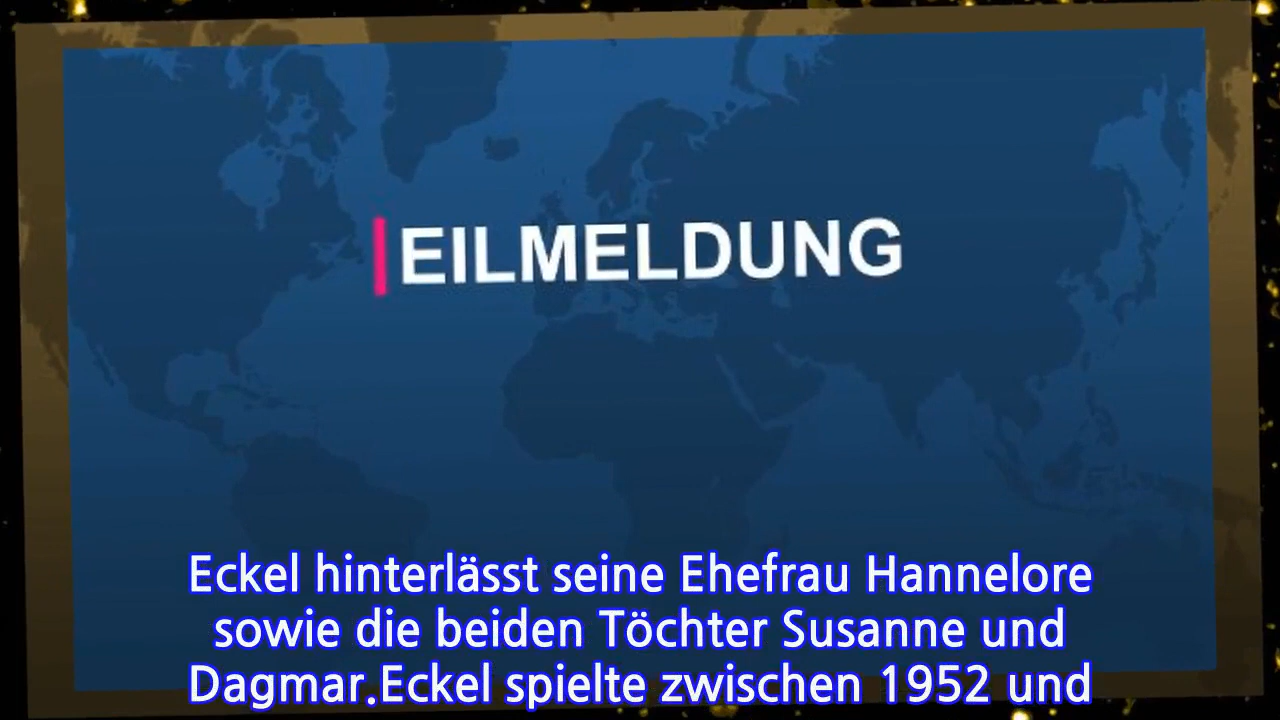 EILMELDUNG
Eckel hinterlässt seine Ehefrau Hannelore
sowie die beiden Töchter Susanne und
Dagmar.Eckel spielte zwischen 1952 und